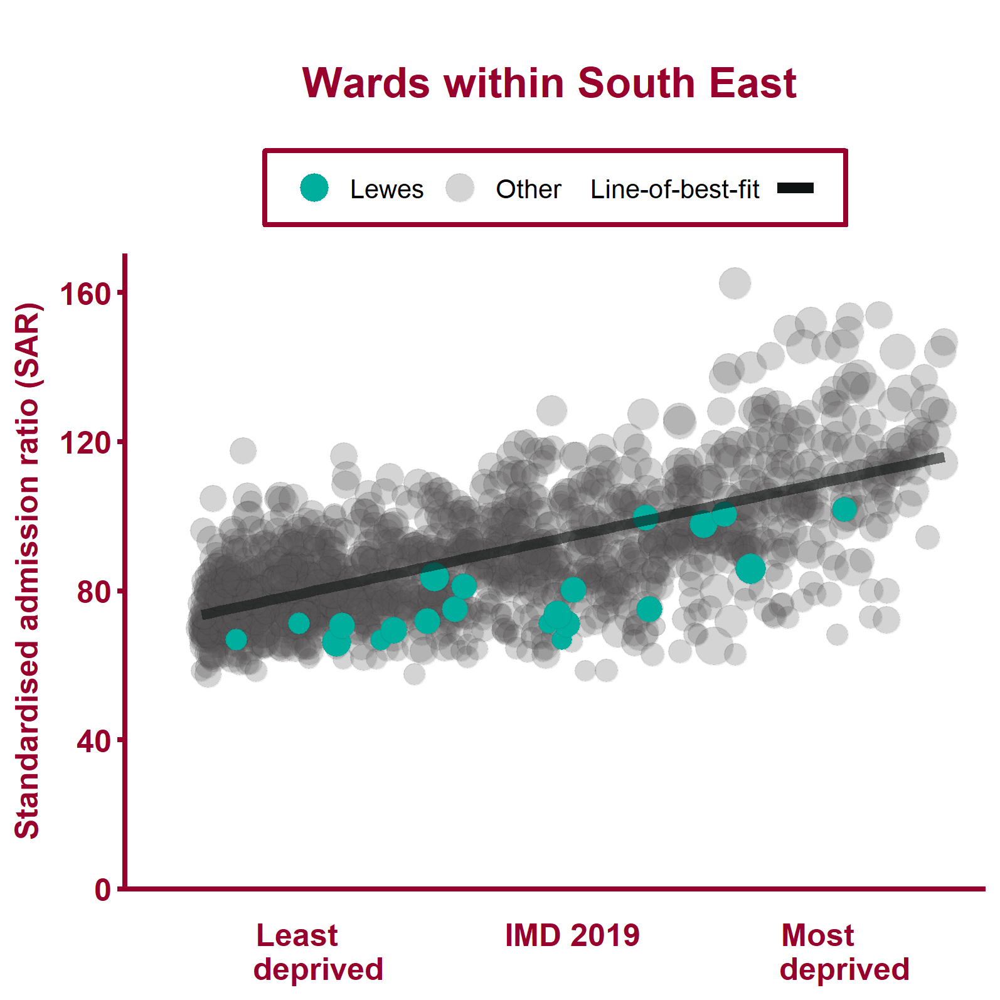 Wards within South East
Lewes Other Line-of-best-fit
Standardised admission ratio (SAR)
160
120
80
40
0
Least deprived
IMD 2019
Most deprived